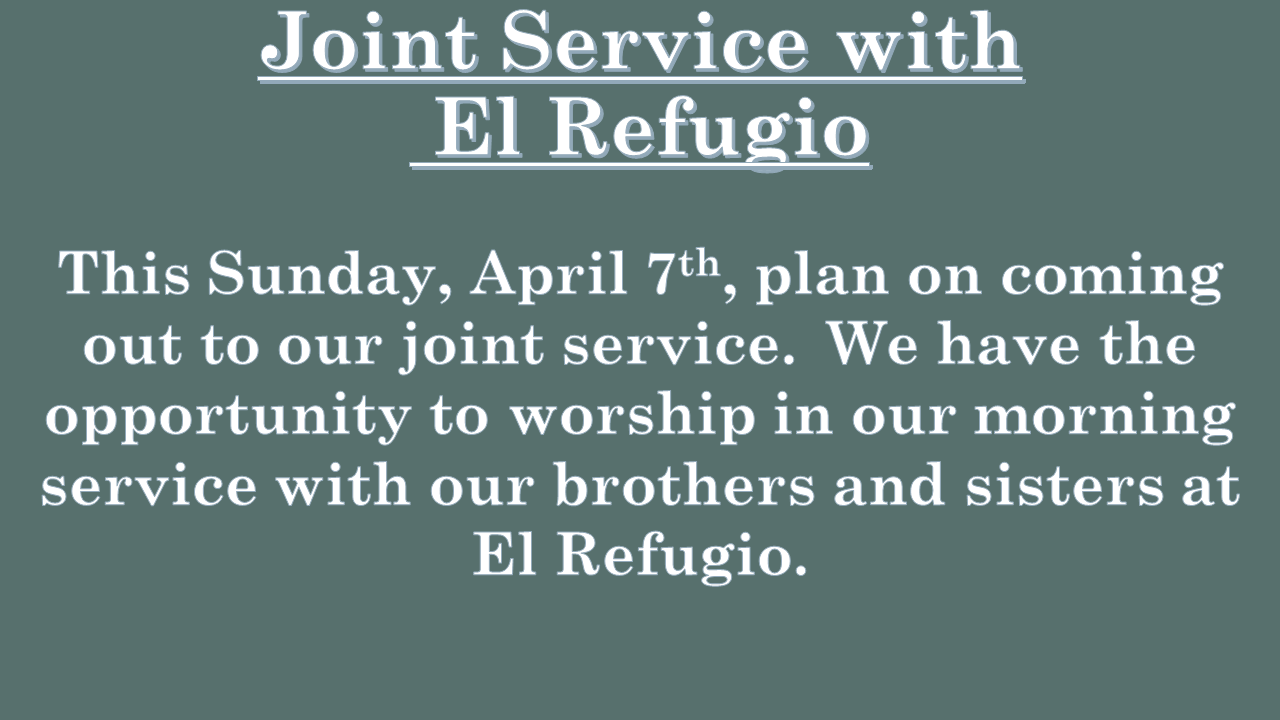 Joint Service with
El Refugio
This Sunday, April 7th, plan on coming
out to our joint service.  We have the
opportunity to worship in our morning
service with our brothers and sisters at
El Refugio.